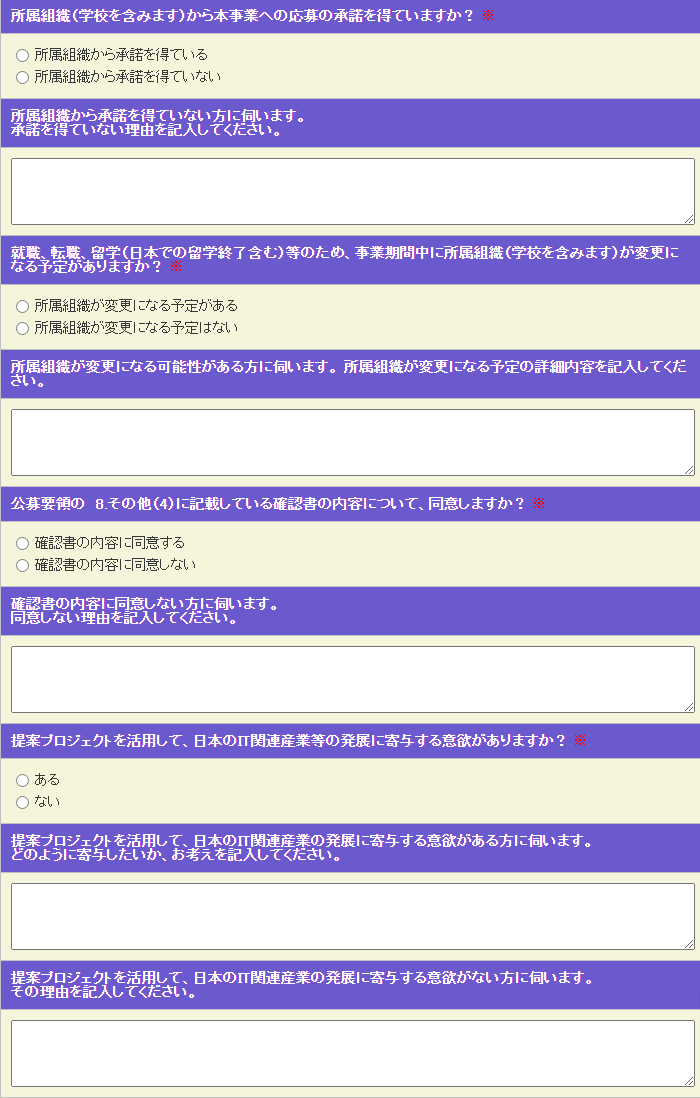 所属組織(学校を含みます)から本事業への応募の承諾を得ていますか? ※
所属組織から承諾を得ている
所属組織から承諾を得ていない
所属組織から承諾を得ていない方に伺います。
承諾を得ていない理由を記入してください。
就職、転職、留学(日本での留学終了含む)等のため、事業期間中に所属組織(学校を含みます)が変更に
なる予定がありますか? ※
所属組織が変更になる予定がある
所属組織が変更になる予定はない
所属組織が変更になる可能性がある方に伺います。所属組織が変更になる予定の詳細内容を記入してくだ
さい。
公募要領の 8.その他(4)に記載している確認書の内容について、同意しますか? ※
確認書の内容に同意する
確認書の内容に同意しない
確認書の内容に同意しない方に伺います。
同意しない理由を記入してください。
提案プロジェクトを活用して、日本のIT関連産業等の発展に寄与する意欲がありますか? ※
ある
ない
提案プロジェクトを活用して、日本のIT関連産業の発展に寄与する意欲がある方に伺います。
どのように寄与したいか、お考えを記入してください。
提案プロジェクトを活用して、日本のIT関連産業の発展に寄与する意欲がない方に伺います。
その理由を記入してください。